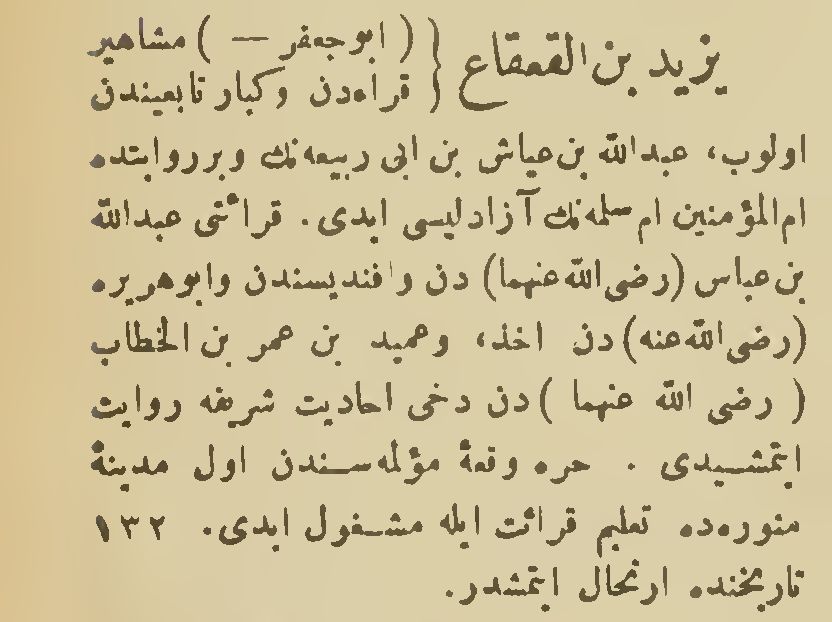 يزيد بن القعقاع { ( ابوجعفر — ) مشاهير
قراءدن وكبار تابعيندن
اولوب، عبدالله بن عياش بن ابى ربيعه‌نك وبرروايتده
ام‌المؤمنين ام سلمه‌نك آزادليسى ايدى. قرائتى عبدالله
بن عباس (رضى‌الله‌عنهما) دن وافنديسندن وابوهريره
(رضى‌الله‌عنه) دن اخذ، وعميد بن عمر بن الخطاب
( رضى الله عنهما ) دن دخى احاديث شريفه روايت
ايتمشيدى . حره وقعهٔ مؤلمه‌سندن اول مدينهٔ
منوره‌ده تعليم قرائت ايله مشغول ايدى. ١٣٢
تاريخنده ارتحال ايتمشدر.